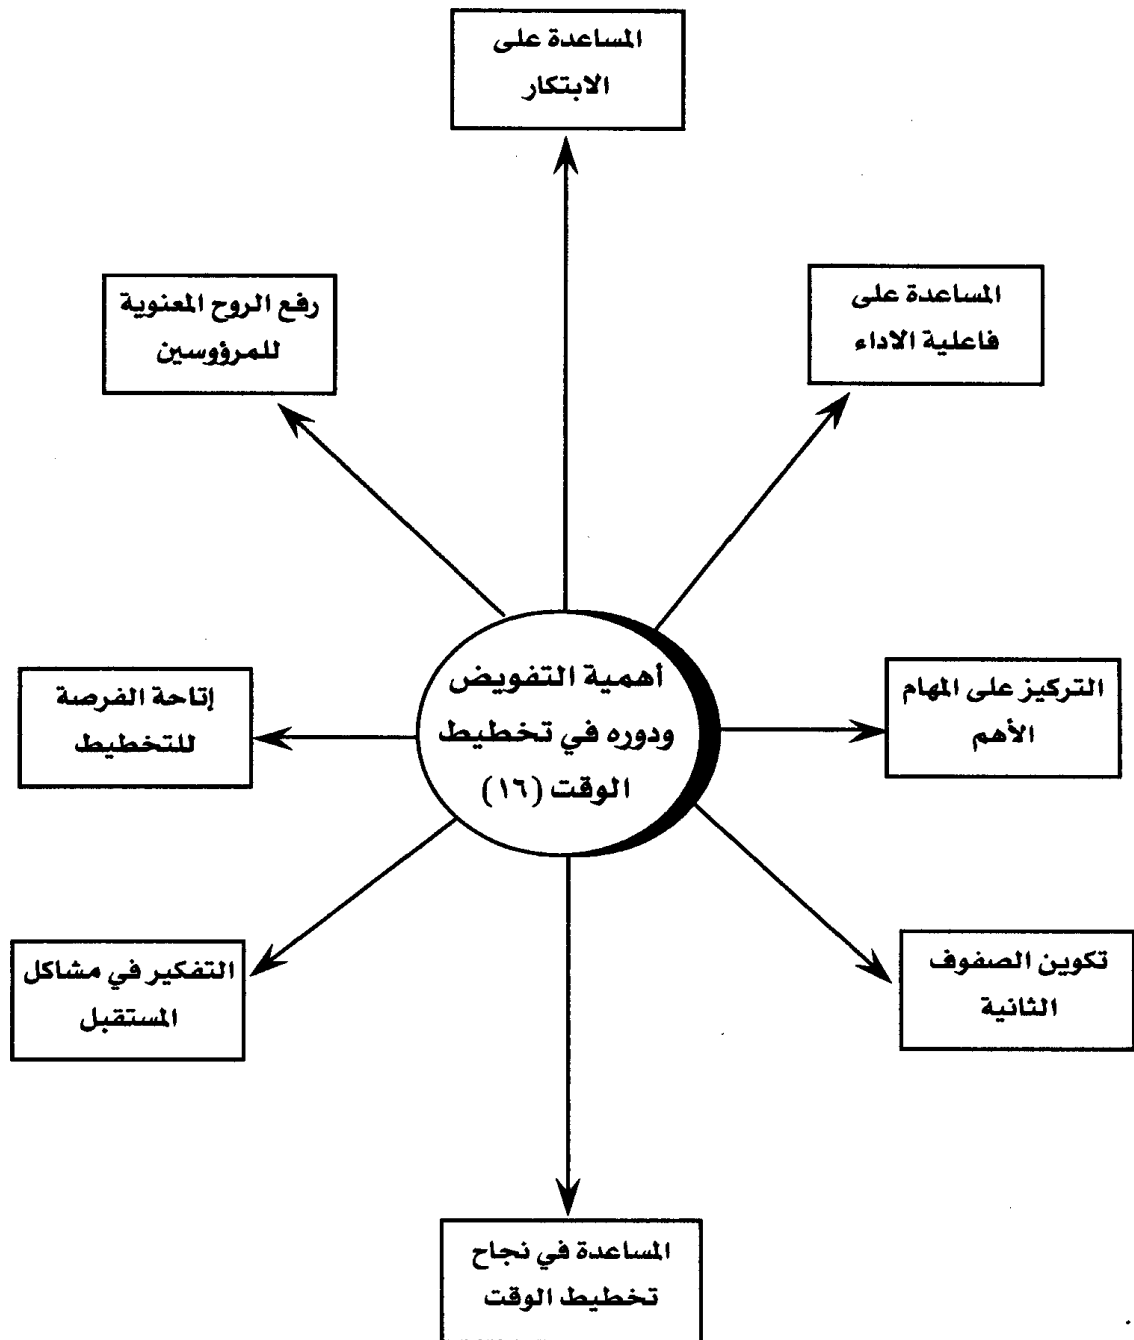 المساعدة على
الابتكار
المساعدة على
فاعلية الاداء
رفع الروح المعنوية
للمرؤوسين
أهمية التفويض
ودوره في تخطيط
الوقت (١٦)
التركيز على المهام
الأهم
إتاحة الفرصة
للتخطيط
تكوين الصفوف
الثانية
التفكير في مشاكل
المستقبل
المساعدة في نجاح
تخطيط الوقت